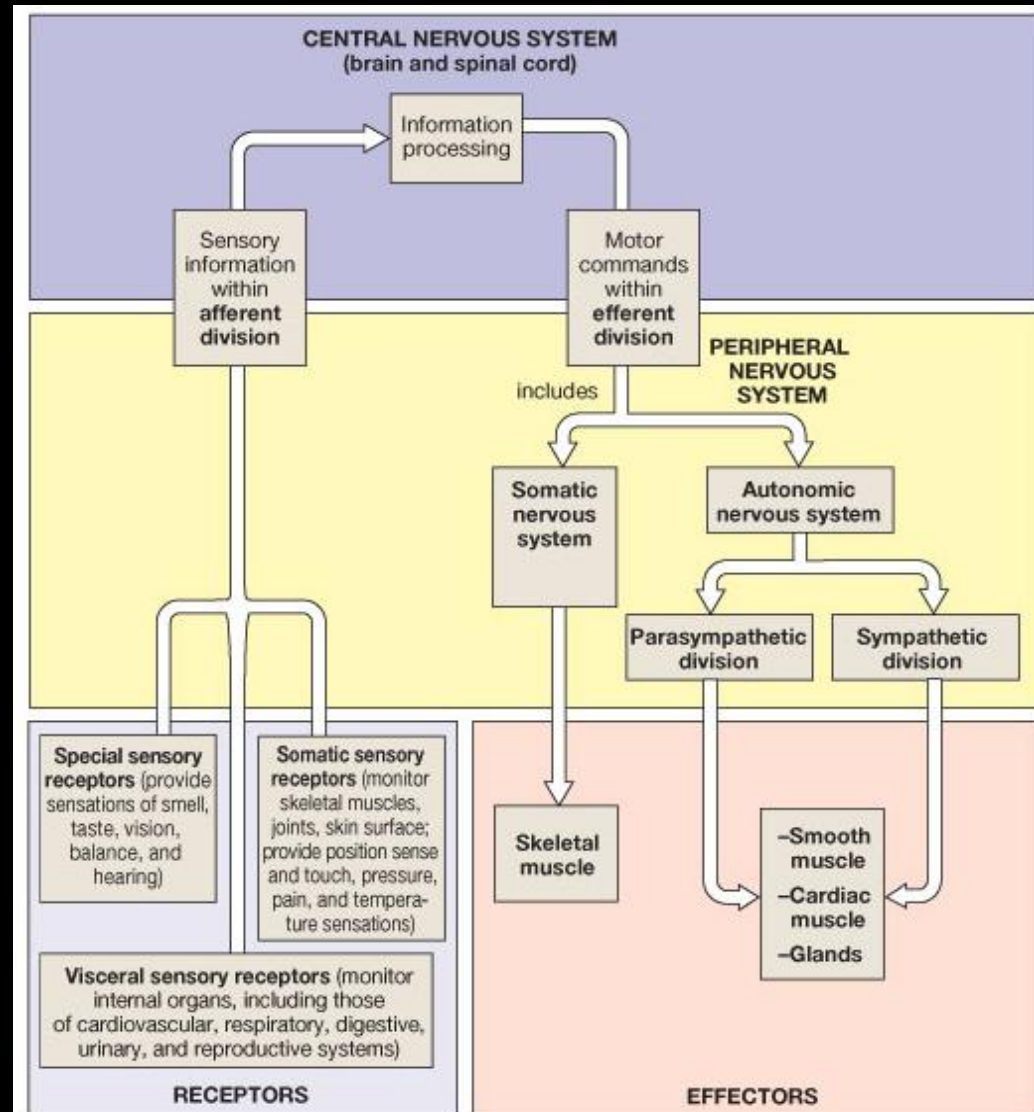 CENTRAL NERVOUS SYSTEM
(brain and spinal cord)
Information
processing
Sensory
information
within
afferent
division
Motor
commands
within
efferent
division
PERIPHERAL
NERVOUS
SYSTEM
includes
Somatic
nervous
system
Autonomic
nervous system
Parasympathetic
division
Sympathetic
division
Special sensory
receptors (provide
sensations of smell,
taste, vision,
balance, and
hearing)
Somatic sensory
receptors (monitor
skeletal muscles,
joints, skin surface;
provide position sense
and touch, pressure,
pain, and tempera-
ture sensations)
Visceral sensory receptors (monitor
internal organs, including those
of cardiovascular, respiratory, digestive,
urinary, and reproductive systems)
RECEPTORS
Skeletal
muscle
–Smooth
muscle
–Cardiac
muscle
–Glands
EFFECTORS